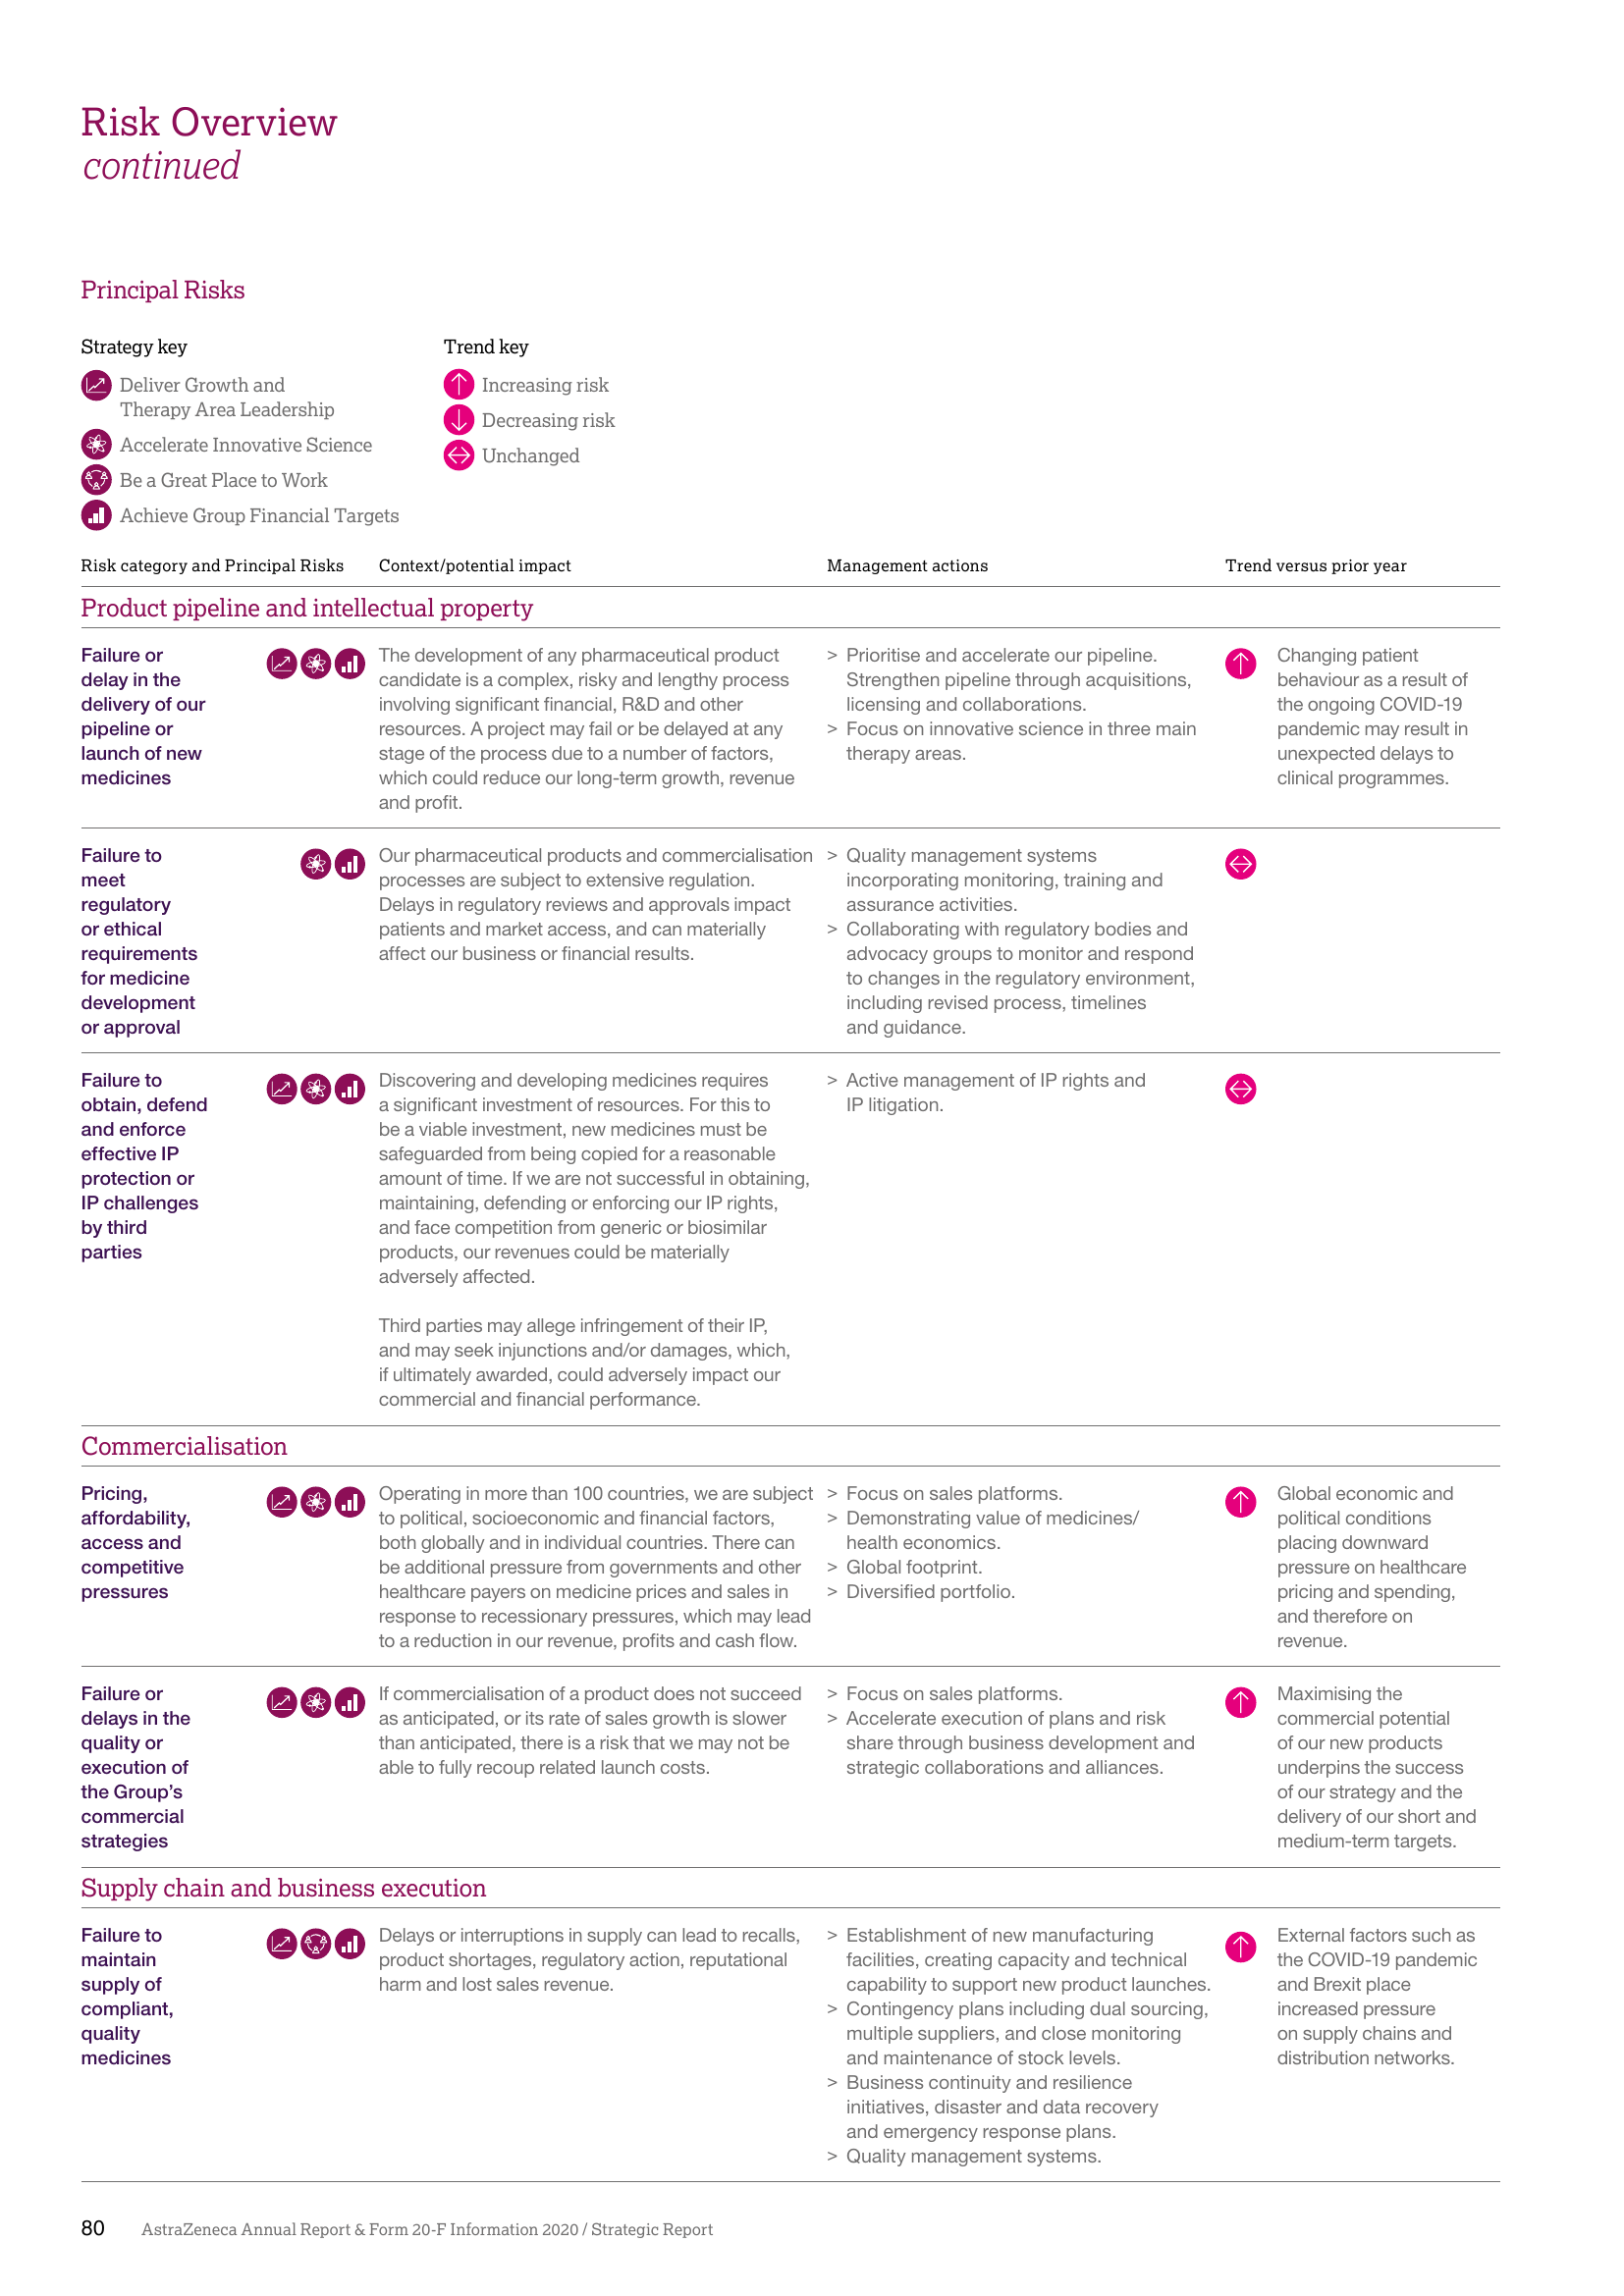 Risk Overview
continued
Principal Risks
Strategy key
Deliver Growth and
Therapy Area Leadership
Accelerate Innovative Science
Be a Great Place to Work
Achieve Group Financial Targets
Trend key
Increasing risk
Decreasing risk
Unchanged
Risk category and Principal Risks
Context/potential impact
Management actions
Trend versus prior year
Product pipeline and intellectual property
Failure or
delay in the
delivery of our
pipeline or
launch of new
medicines
The development of any pharmaceutical product
candidate is a complex, risky and lengthy process
involving significant financial, R&D and other
resources. A project may fail or be delayed at any
stage of the process due to a number of factors,
which could reduce our long-term growth, revenue
and profit.
> Prioritise and accelerate our pipeline.
Strengthen pipeline through acquisitions,
licensing and collaborations.
> Focus on innovative science in three main
therapy areas.
Changing patient
behaviour as a result of
the ongoing COVID-19
pandemic may result in
unexpected delays to
clinical programmes.
Failure to
meet
regulatory
or ethical
requirements
for medicine
development
or approval
Our pharmaceutical products and commercialisation
processes are subject to extensive regulation.
Delays in regulatory reviews and approvals impact
patients and market access, and can materially
affect our business or financial results.
> Quality management systems
incorporating monitoring, training and
assurance activities.
> Collaborating with regulatory bodies and
advocacy groups to monitor and respond
to changes in the regulatory environment,
including revised process, timelines
and guidance.
Failure to
obtain, defend
and enforce
effective IP
protection or
IP challenges
by third
parties
Discovering and developing medicines requires
a significant investment of resources. For this to
be a viable investment, new medicines must be
safeguarded from being copied for a reasonable
amount of time. If we are not successful in obtaining,
maintaining, defending or enforcing our IP rights,
and face competition from generic or biosimilar
products, our revenues could be materially
adversely affected.
Third parties may allege infringement of their IP,
and may seek injunctions and/or damages, which,
if ultimately awarded, could adversely impact our
commercial and financial performance.
> Active management of IP rights and
IP litigation.
Commercialisation
Pricing,
affordability,
access and
competitive
pressures
Operating in more than 100 countries, we are subject
to political, socioeconomic and financial factors,
both globally and in individual countries. There can
be additional pressure from governments and other
healthcare payers on medicine prices and sales in
response to recessionary pressures, which may lead
to a reduction in our revenue, profits and cash flow.
> Focus on sales platforms.
> Demonstrating value of medicines/
health economics.
> Global footprint.
> Diversified portfolio.
Global economic and
political conditions
placing downward
pressure on healthcare
pricing and spending,
and therefore on
revenue.
Failure or
delays in the
quality or
execution of
the Group's
commercial
strategies
If commercialisation of a product does not succeed
as anticipated, or its rate of sales growth is slower
than anticipated, there is a risk that we may not be
able to fully recoup related launch costs.
> Focus on sales platforms.
> Accelerate execution of plans and risk
share through business development and
strategic collaborations and alliances.
Maximising the
commercial potential
of our new products
underpins the success
of our strategy and the
delivery of our short and
medium-term targets.
Supply chain and business execution
Failure to
maintain
supply of
compliant,
quality
medicines
Delays or interruptions in supply can lead to recalls,
product shortages, regulatory action, reputational
harm and lost sales revenue.
> Establishment of new manufacturing
facilities, creating capacity and technical
capability to support new product launches.
> Contingency plans including dual sourcing,
multiple suppliers, and close monitoring
and maintenance of stock levels.
> Business continuity and resilience
initiatives, disaster and data recovery
and emergency response plans.
> Quality management systems.
External factors such as
the COVID-19 pandemic
and Brexit place
increased pressure
on supply chains and
distribution networks.
80 AstraZeneca Annual Report & Form 20-F Information 2020 / Strategic Report